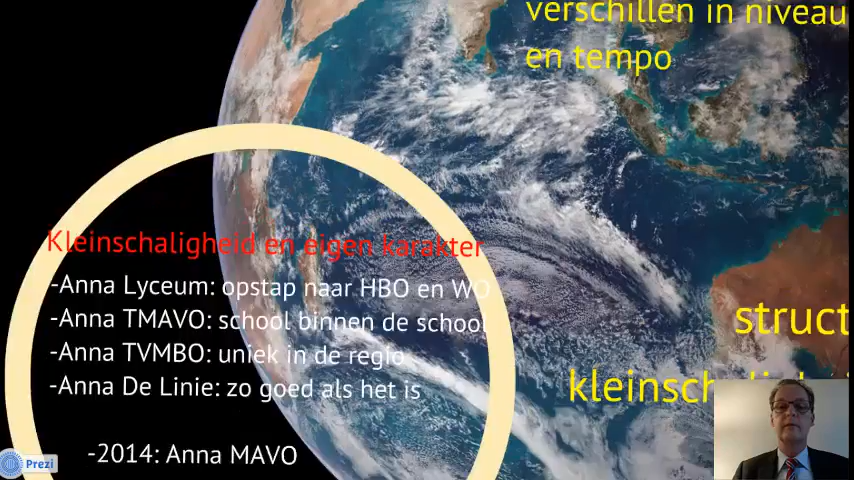 verschillen in niveau
en tempo
Kleinschaligheid en eigen karakter
-Anna Lyceum: opstap naar HBO en WO
-Anna TMAVO: school binnen de school
-Anna TVMBO: uniek in de regio
-Anna De Linie: zo goed als het is
-2014: Anna MAVO
struct
kleinsch
Prezi